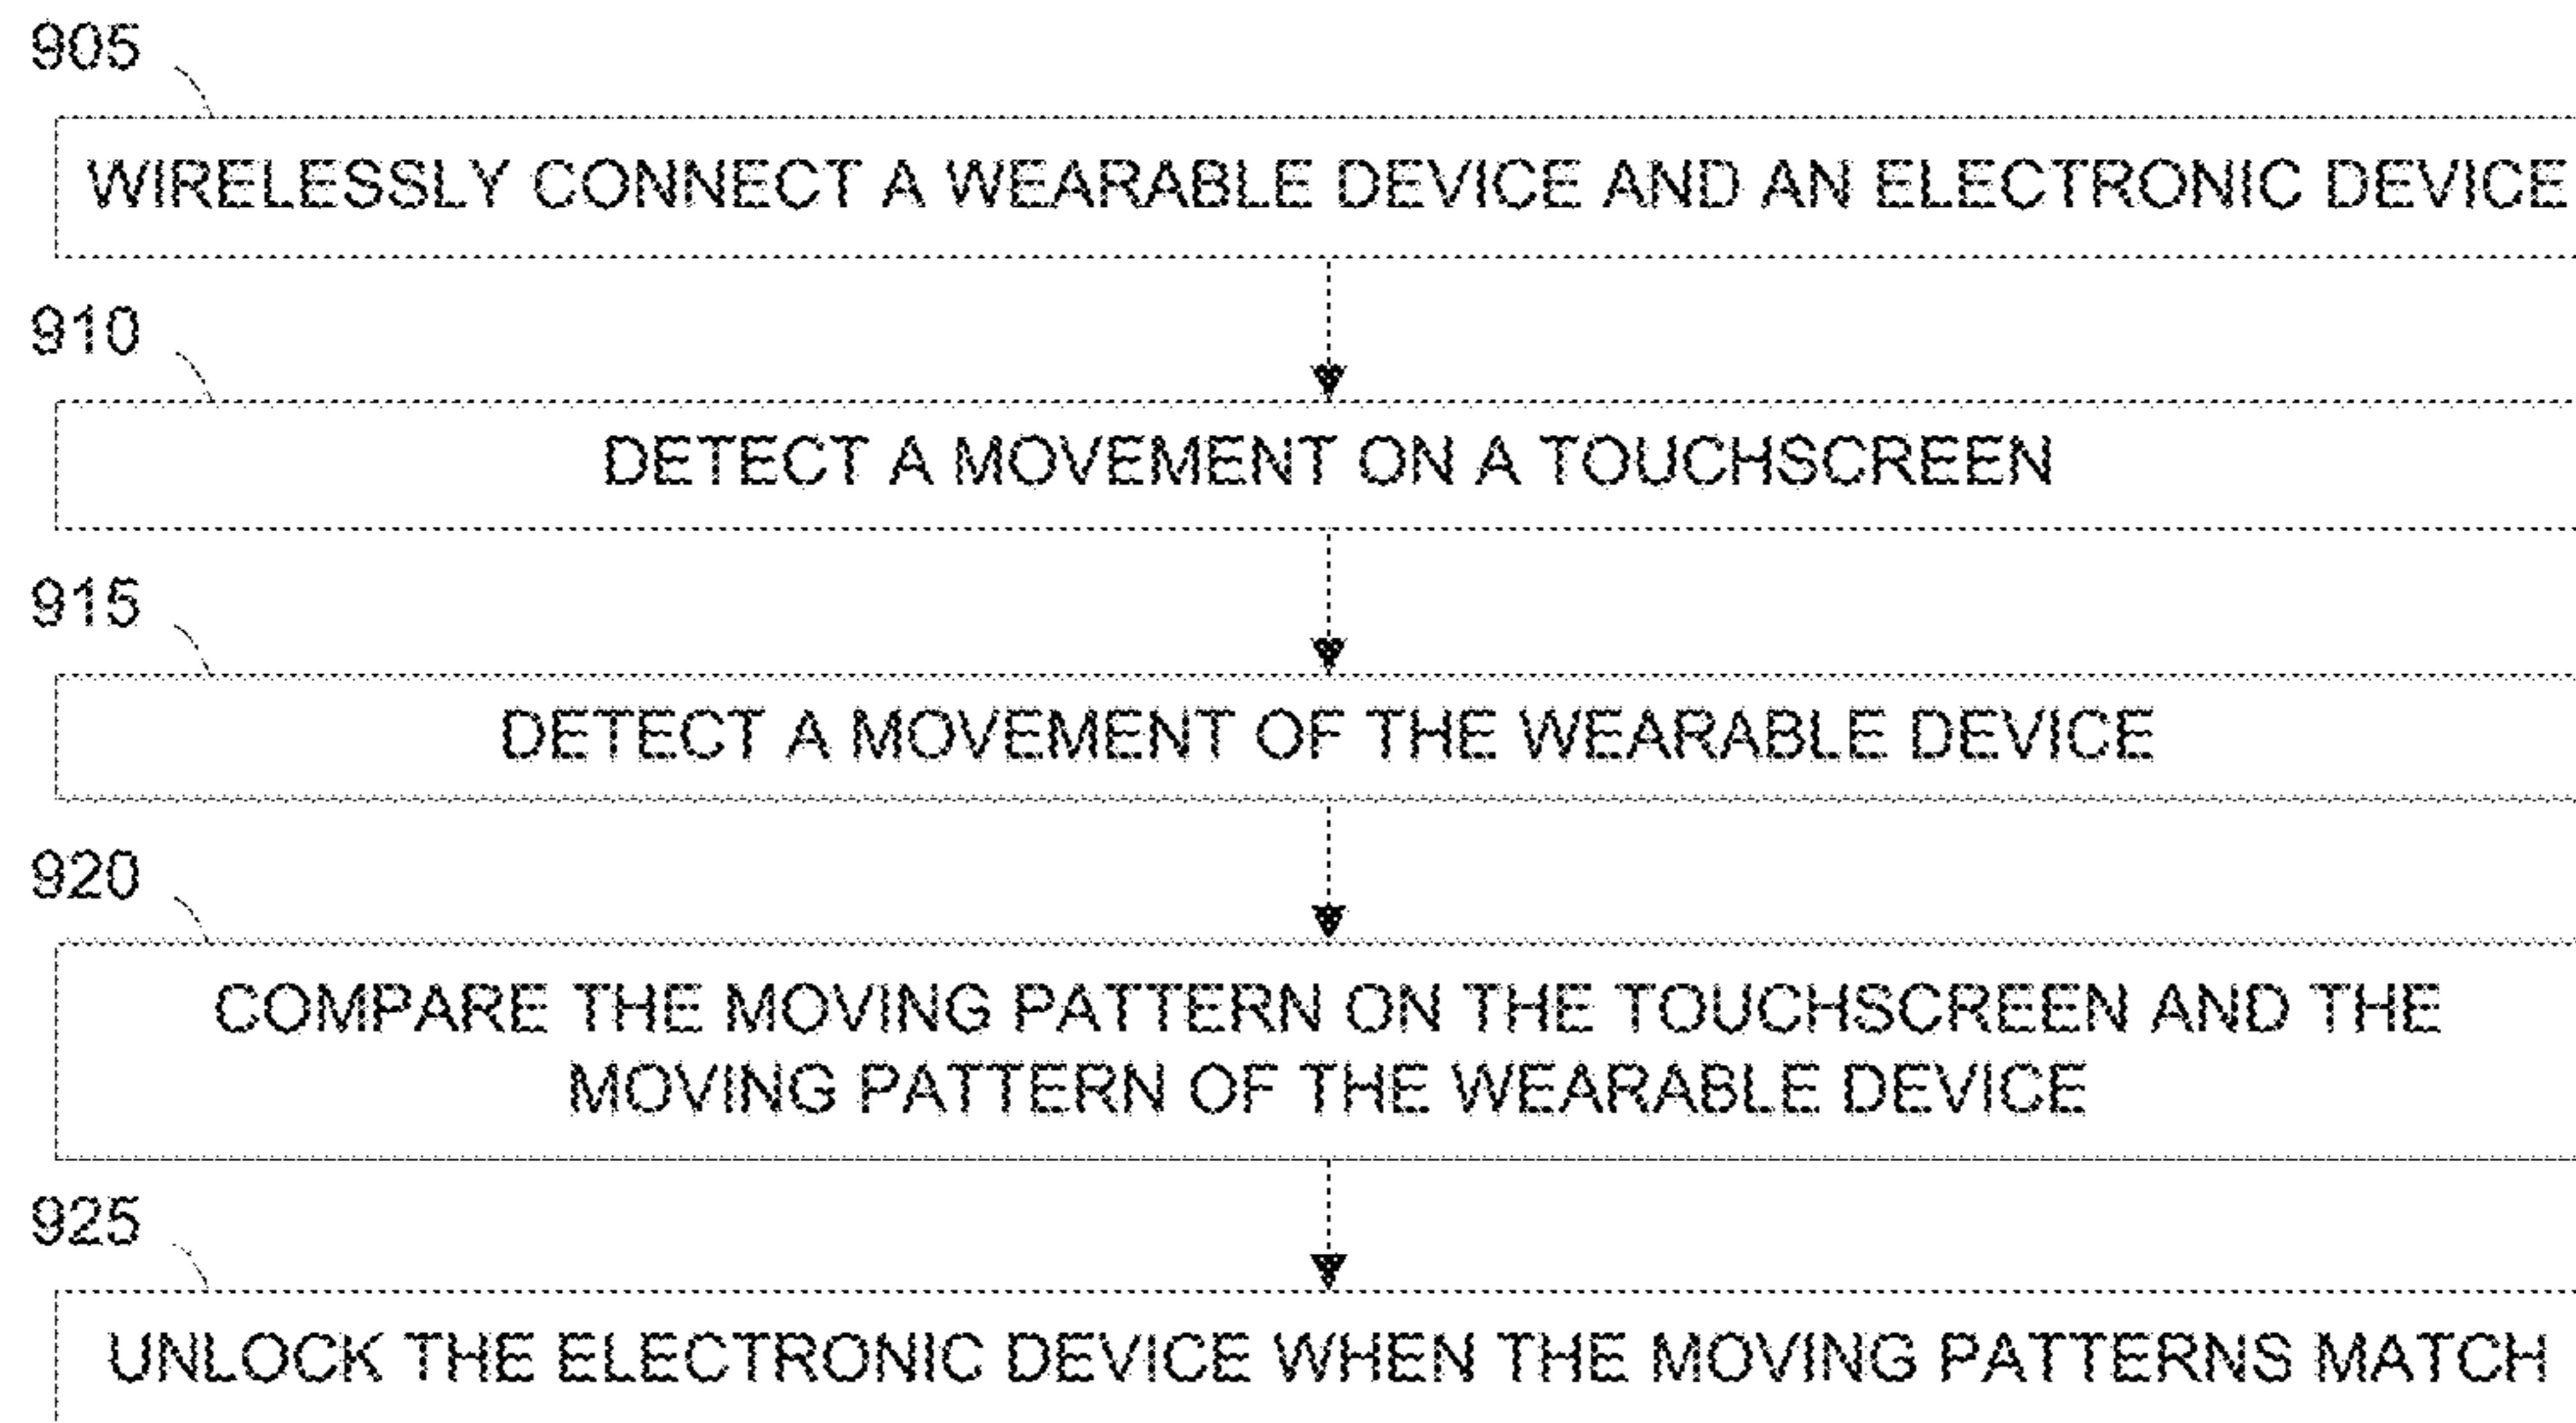 905
WIRELESSLY CONNECT A WEARABLE DEVICE AND AN ELECTRONIC DEVICE
910
DETECT A MOVEMENT ON A TOUCHSCREEN
915
DETECT A MOVEMENT OF THE WEARABLE DEVICE
920
COMPARE THE MOVING PATTERN ON THE TOUCHSCREEN AND THE
MOVING PATTERN OF THE WEARABLE DEVICE
925
UNLOCK THE ELECTRONIC DEVICE WHEN THE MOVING PATTERNS MATCH